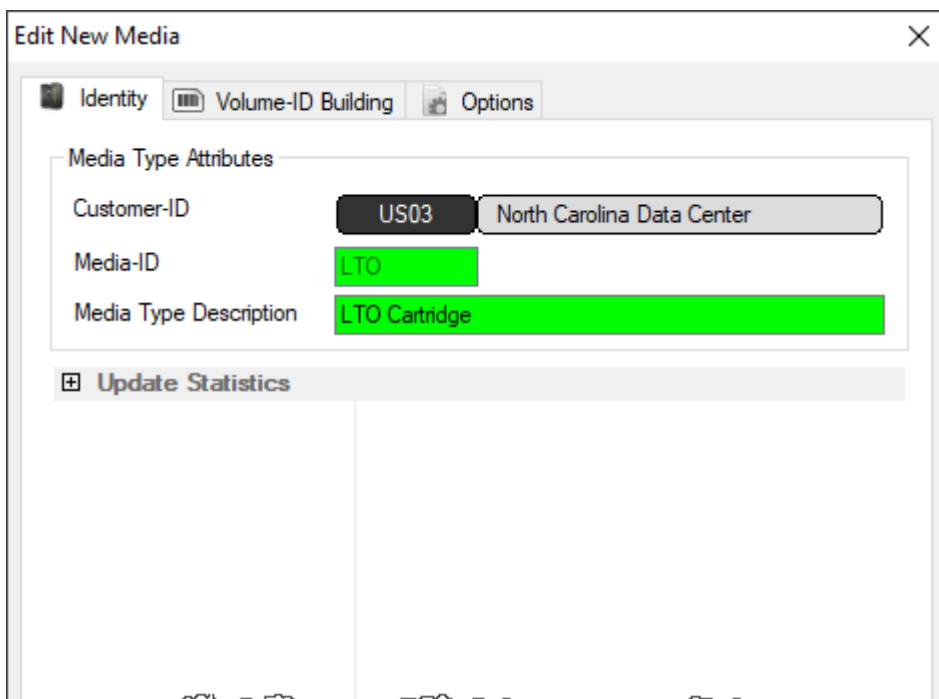 Edit New Media
Identity Volume-ID Building Options
Media Type Attributes
Customer-ID US03 North Carolina Data Center
Media-ID LTO
Media Type Description LTO Cartridge
Update Statistics